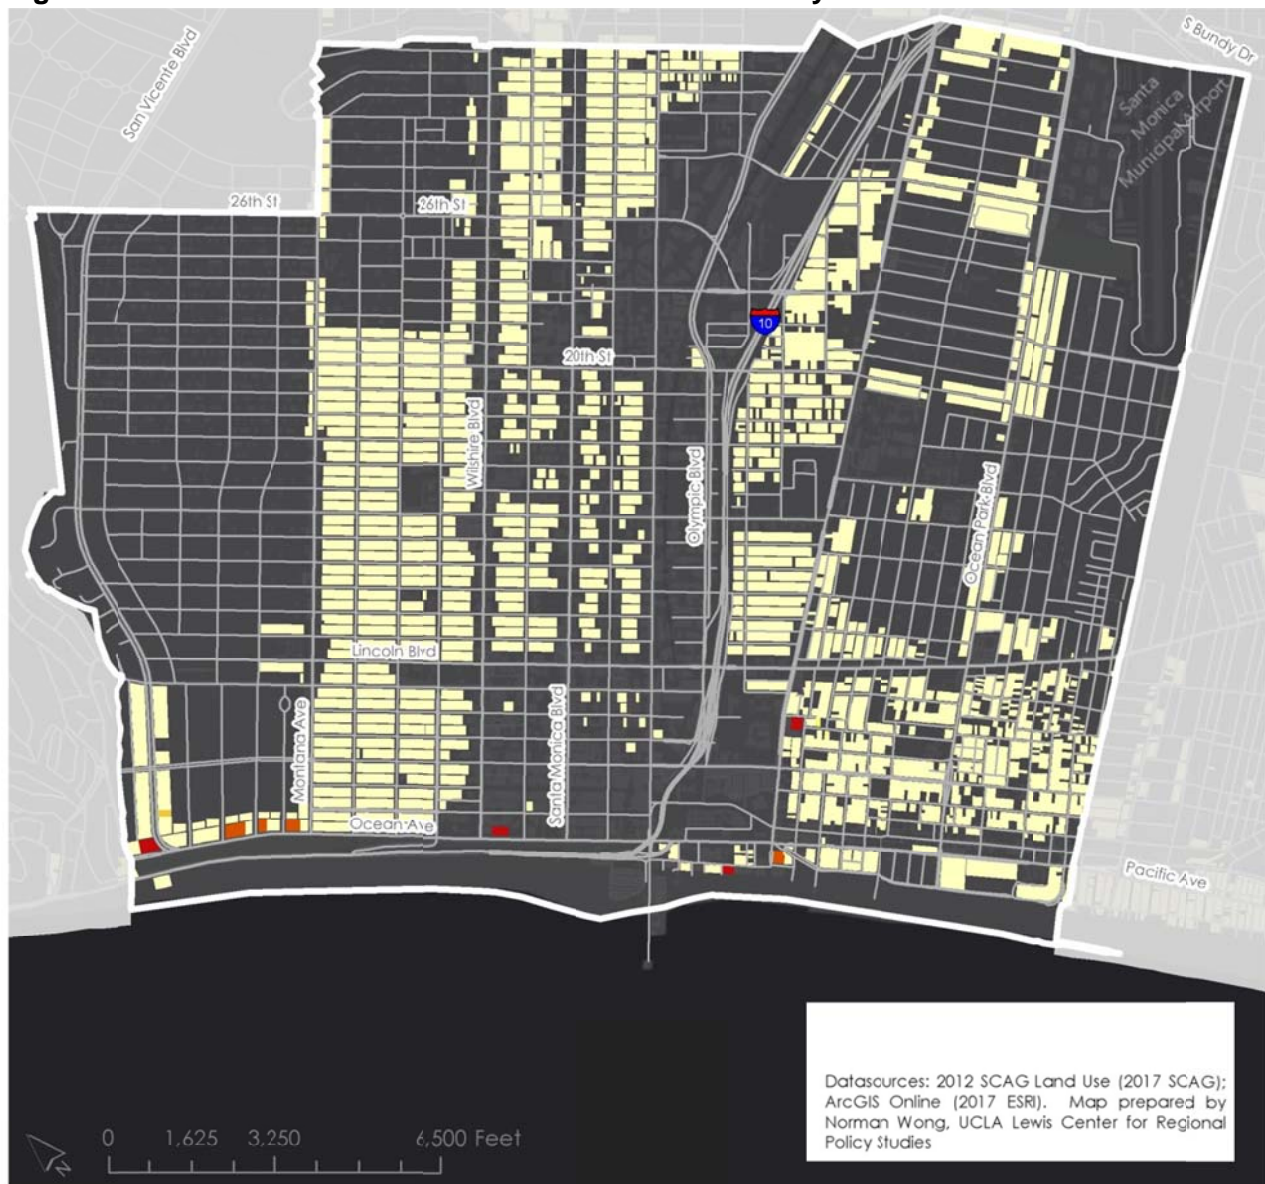 S Bundy Dr
San Vicente Blvd
Santa
Monica
Municipal Airport
26th St
26th St
10
20th St
Wilshire Blvd
Olympic Blvd
Ocean Park Blvd
Lincoln Blvd
Montana Ave
Santa Monica Blvd
Ocean Ave
Pacific Ave
Datasources: 2012 SCAG Land Use (2017 SCAG);
ArcGIS Online (2017 ESRI). Map prepared by
Norman Wong, UCLA Lewis Center for Regional
Policy Studies
0 1,625 3,250 6,500 Feet
N